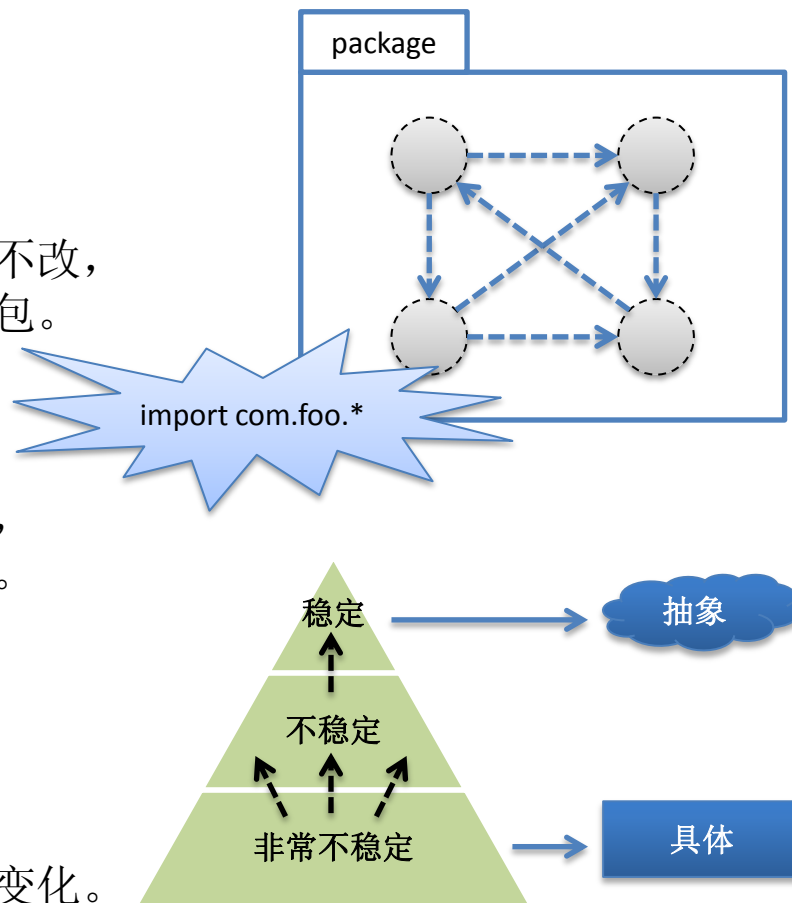 package
不改，
包。
import com.foo.*
，
。
稳定
抽象
不稳定
非常不稳定
具体
变化。